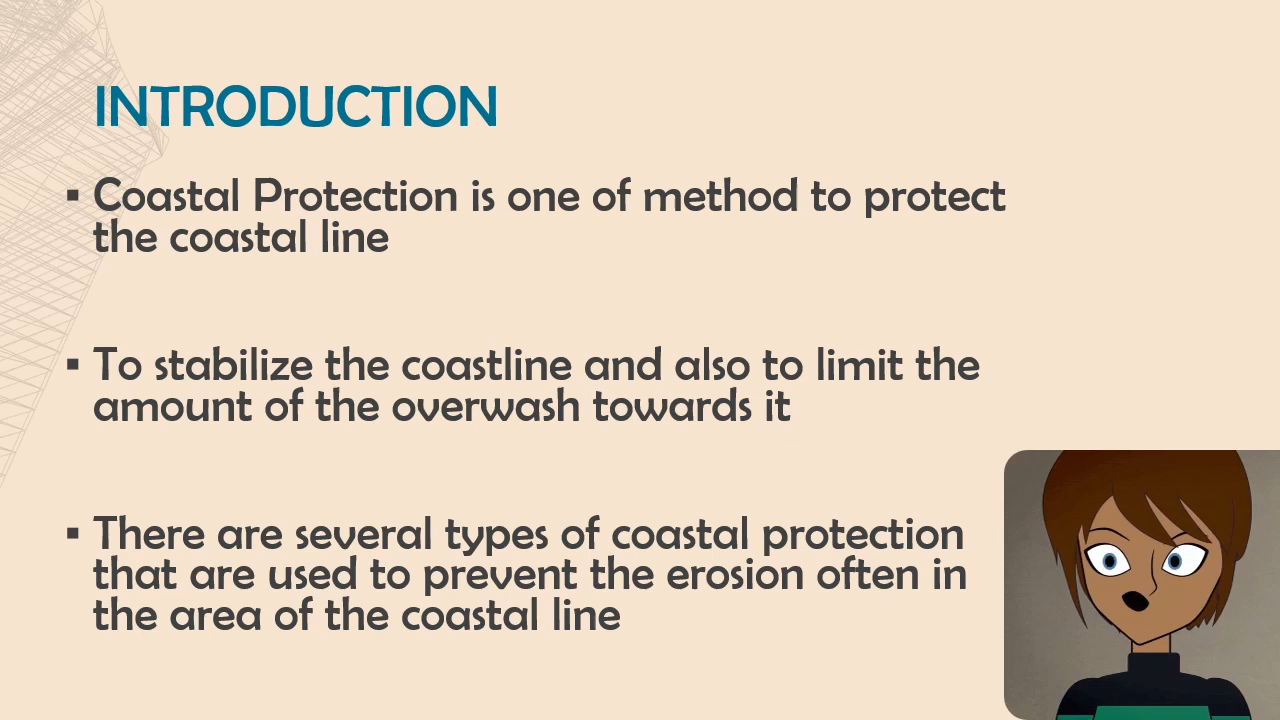 INTRODUCTION
▪ Coastal Protection is one of method to protect
the coastal line
▪ To stabilize the coastline and also to limit the
amount of the overwash towards it
▪ There are several types of coastal protection
that are used to prevent the erosion often in
the area of the coastal line